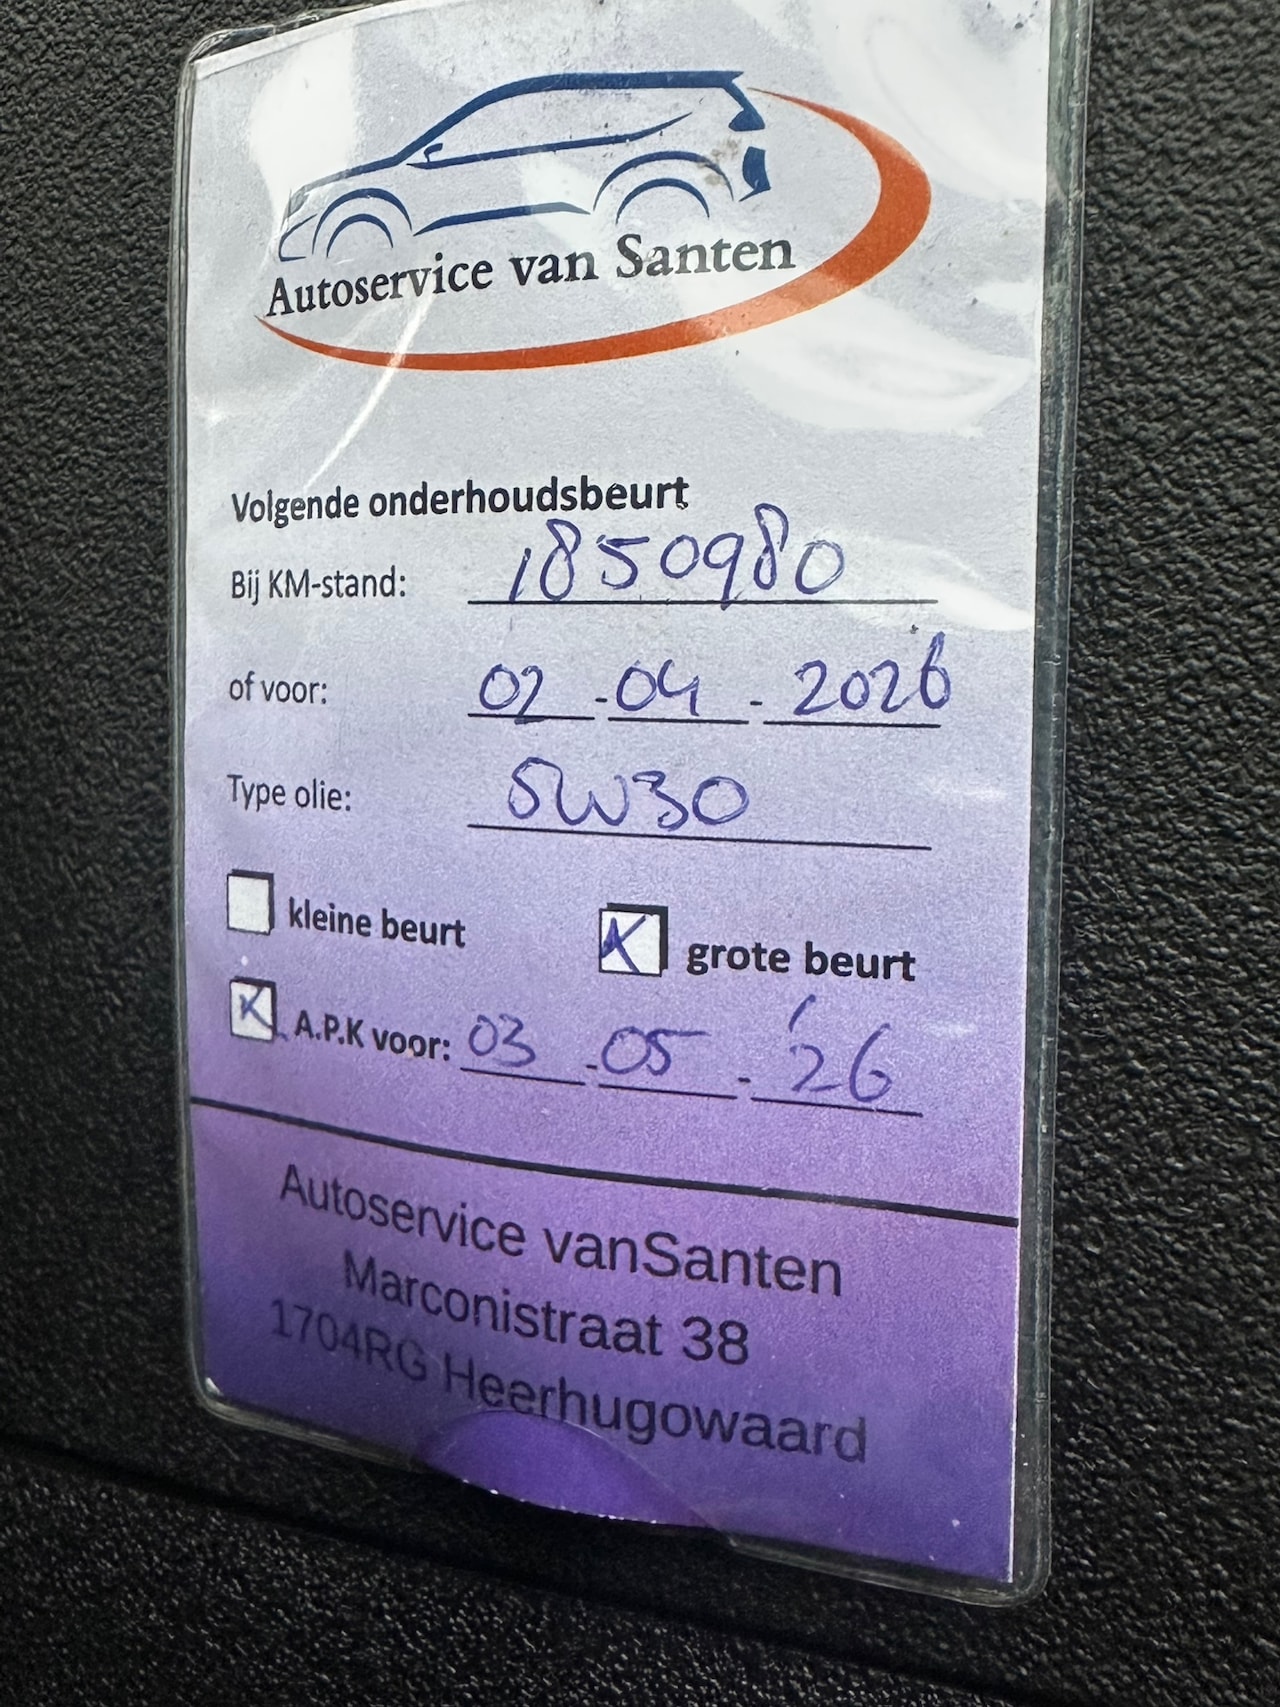 Autoservice van Santen
Volgende onderhoudsbeurt
Bij KM-stand: 1850980
of voor: 02 - 04 - 2026
Type olie: 5W30
kleine beurt grote beurt
A.P.K voor: 03 - 05 - '26
Autoservice vanSanten
Marconistraat 38
1704RG Heerhugowaard